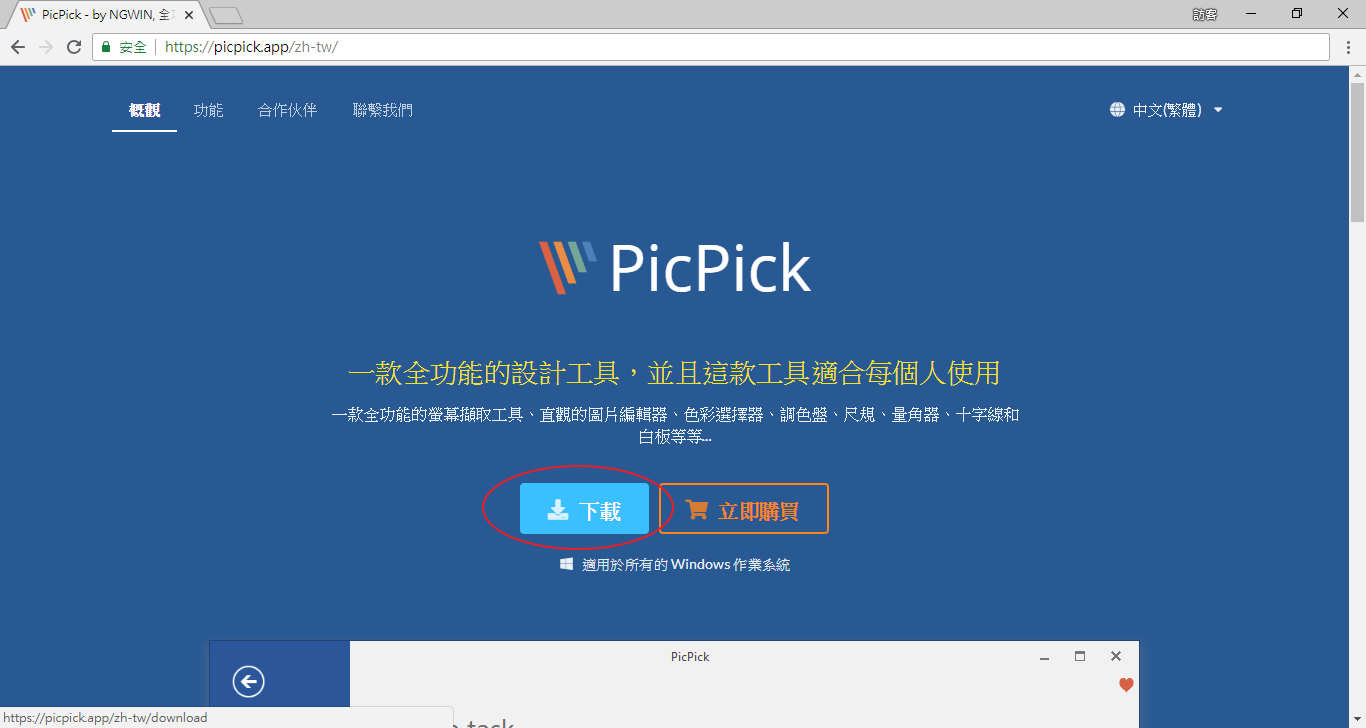 PicPick - by NGWIN, 全
訪客
安全 https://picpick.app/zh-tw/
概觀 功能 合作伙伴 聯繫我們 中文(繁體)
PicPick
一款全功能的設計工具，並且這款工具適合每個人使用
一款全功能的螢幕擷取工具、直觀的圖片編輯器、色彩選擇器、調色盤、尺規、量角器、十字線和
白板等等...
下載 立即購買
適用於所有的 Windows 作業系統
PicPick
task
https://picpick.app/zh-tw/download